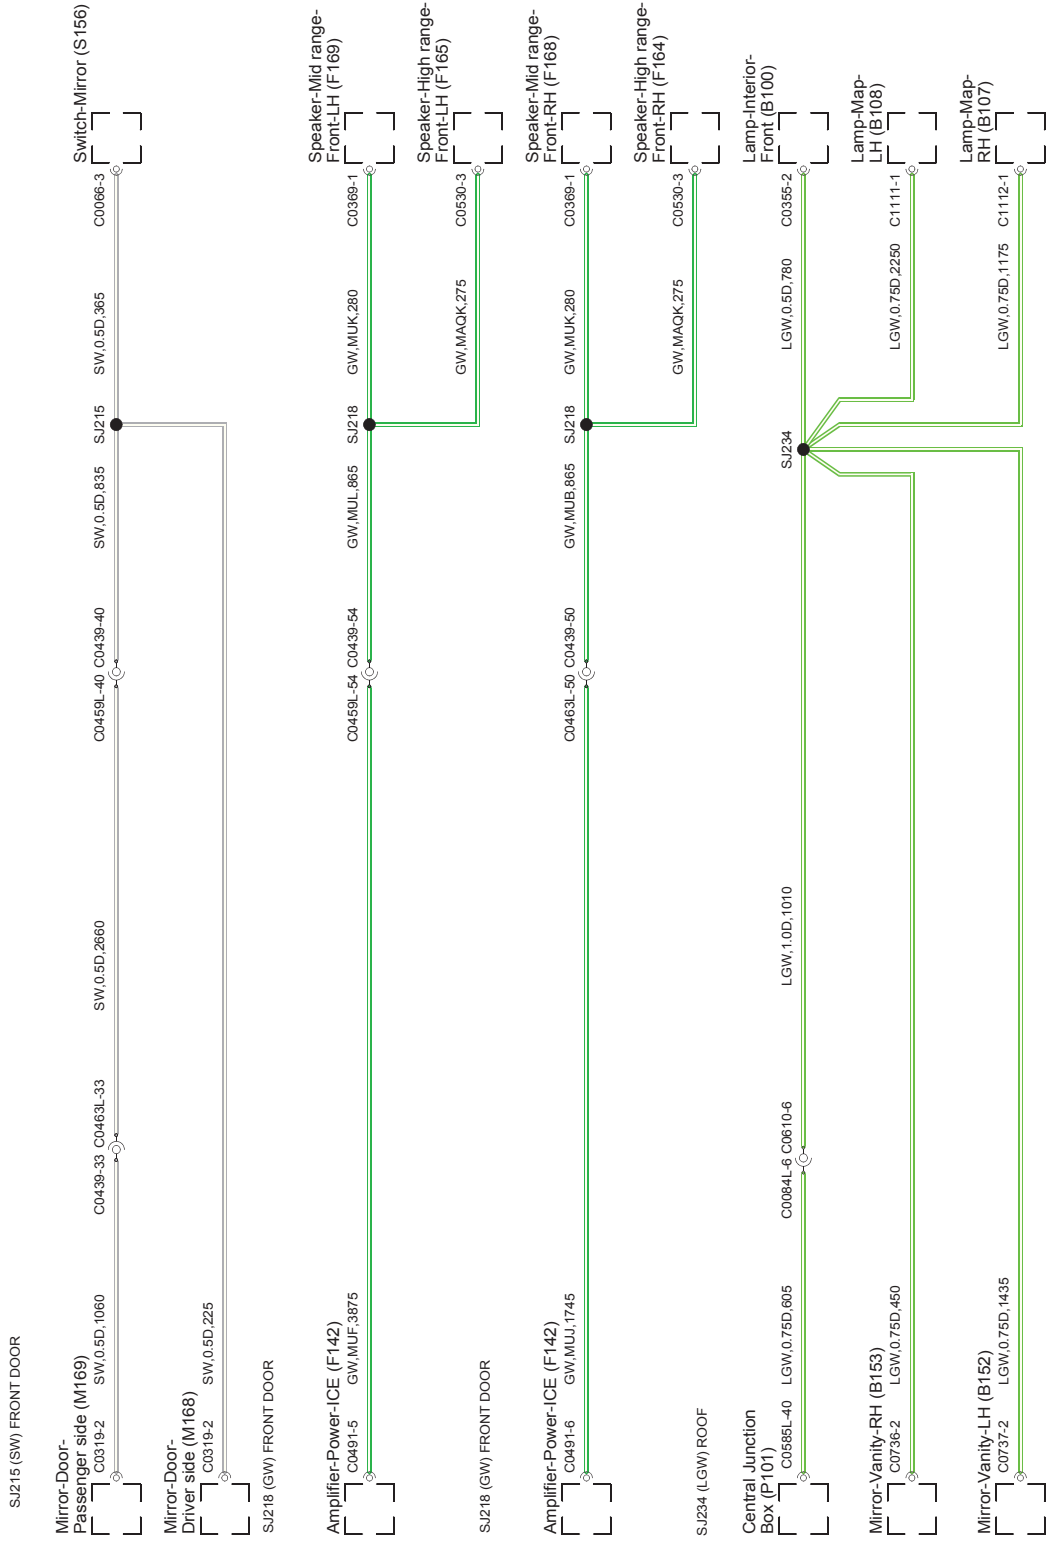 SJ215 (SW) FRONT DOOR
Mirror-Door-
Passenger side (M169)
C0319-2
SW,0.5D,1060
C0439-33
C0463L-33
SW,0.5D,2660
C0459L-40
C0439-40
SW,0.5D,835
SJ215
SW,0.5D,365
C0066-3
Switch-Mirror (S156)
Mirror-Door-
Driver side (M168)
C0319-2
SW,0.5D,225
SJ218 (GW) FRONT DOOR
Amplifier-Power-ICE (F142)
C0491-5
GW,MUF,3875
C0459L-54
C0439-54
GW,MUL,865
SJ218
GW,MUK,280
C0369-1
Speaker-Mid range-
Front-LH (F169)
GW,MAQK,275
C0530-3
Speaker-High range-
Front-LH (F165)
SJ218 (GW) FRONT DOOR
Amplifier-Power-ICE (F142)
C0491-6
GW,MUJ,1745
C0463L-50
C0439-50
GW,MUB,865
SJ218
GW,MUK,280
C0369-1
Speaker-Mid range-
Front-RH (F168)
GW,MAQK,275
C0530-3
Speaker-High range-
Front-RH (F164)
SJ234 (LGW) ROOF
Central Junction
Box (P101)
C0585L-40
LGW,0.75D,605
C0084L-6
C0610-6
LGW,1.0D,1010
SJ234
LGW,0.5D,780
C0355-2
Lamp-Interior-
Front (B100)
Mirror-Vanity-RH (B153)
C0736-2
LGW,0.75D,450
LGW,0.75D,2250
C1111-1
Lamp-Map-
LH (B108)
Mirror-Vanity-LH (B152)
C0737-2
LGW,0.75D,1435
LGW,0.75D,1175
C1112-1
Lamp-Map-
RH (B107)